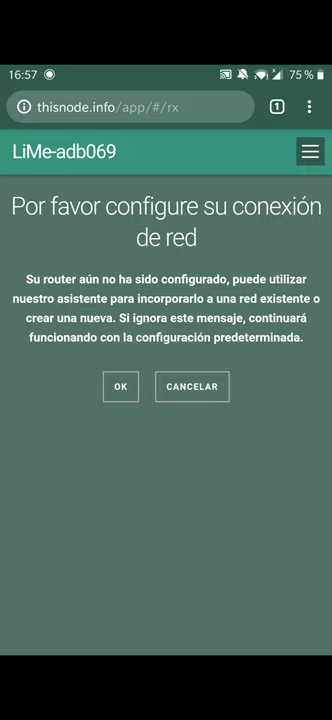 16:57
75 %
thisnode.info/app/#/rx
1
LiMe-adb069
Por favor configure su conexión
de red
Su router aún no ha sido configurado, puede utilizar
nuestro asistente para incorporarlo a una red existente o
crear una nueva. Si ignora este mensaje, continuará
funcionando con la configuración predeterminada.
OK
CANCELAR